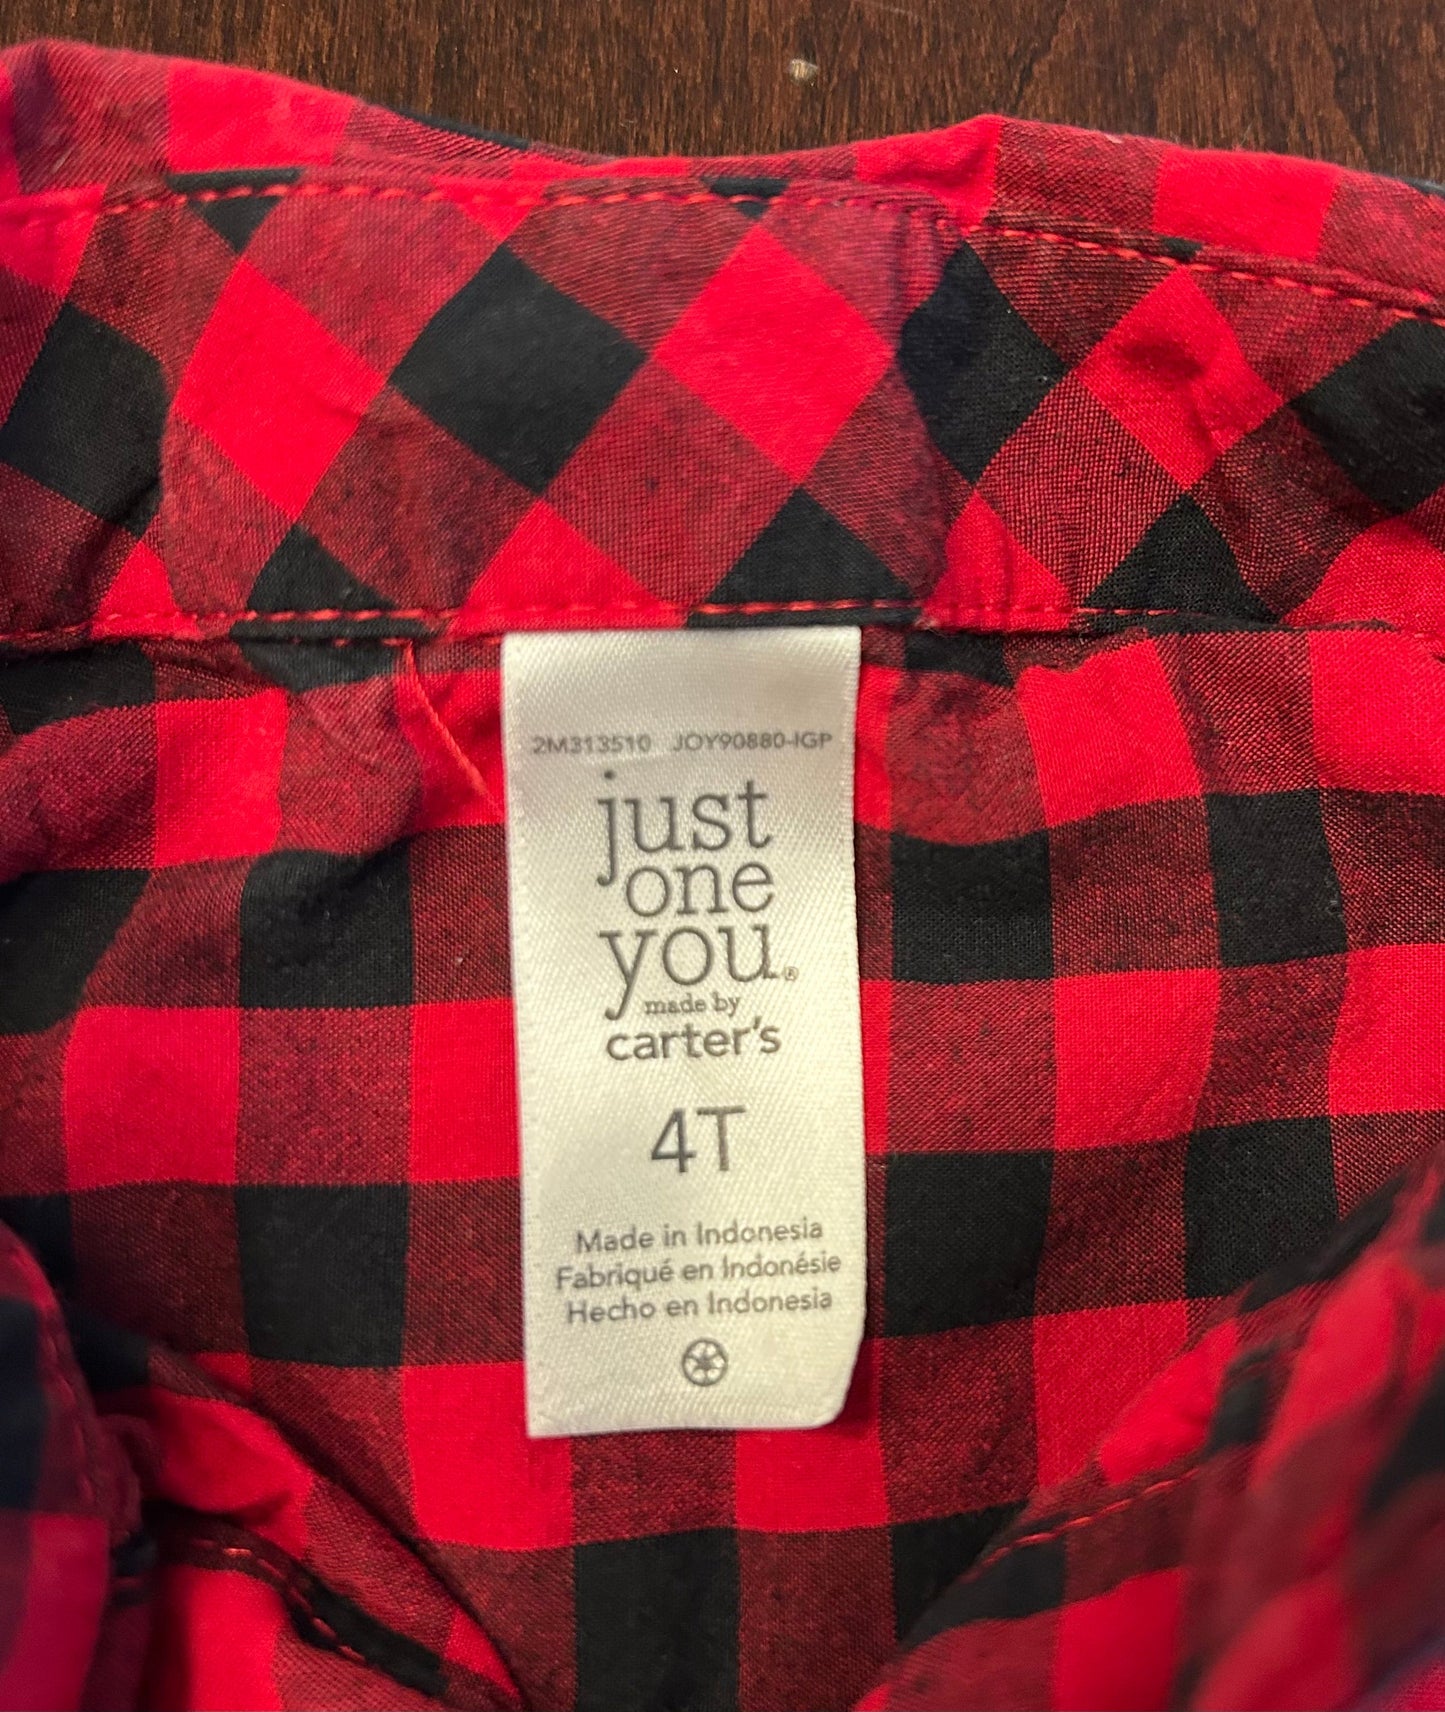 2M313510 JOY90880-IGP
just
one
you®
made by
carter's
4T
Made in Indonesia
Fabriqué en Indonésie
Hecho en Indonesia